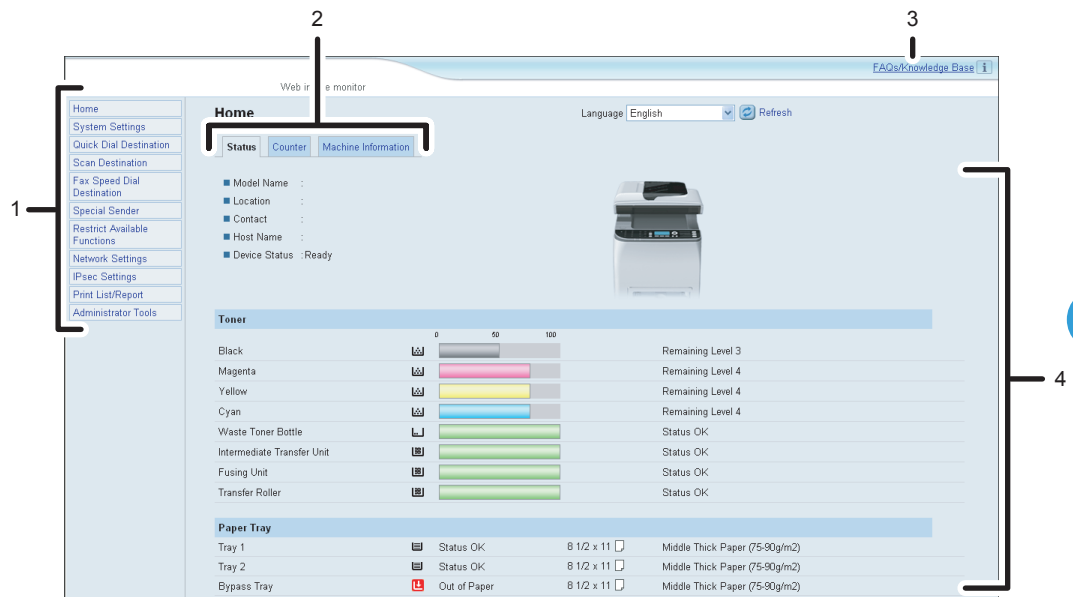 2
3
FAQs/Knowledge Base
Web monitor
1
Home
System Settings
Quick Dial Destination
Scan Destination
Fax Speed Dial
Destination
Special Sender
Restrict Available
Functions
Network Settings
IPsec Settings
Print List/Report
Administrator Tools
Home
Language English
Refresh
Status Counter Machine Information
Model Name :
Location :
Contact :
Host Name :
Device Status : Ready
Toner
0 50 100
Black Remaining Level 3
Magenta Remaining Level 4
Yellow Remaining Level 4
Cyan Remaining Level 4
Waste Toner Bottle Status OK
Intermediate Transfer Unit Status OK
Fusing Unit Status OK
Transfer Roller Status OK
Paper Tray
Tray 1 Status OK 8 1/2 x 11 Middle Thick Paper (75-90g/m2)
Tray 2 Status OK 8 1/2 x 11 Middle Thick Paper (75-90g/m2)
Bypass Tray Out of Paper 8 1/2 x 11 Middle Thick Paper (75-90g/m2)
4